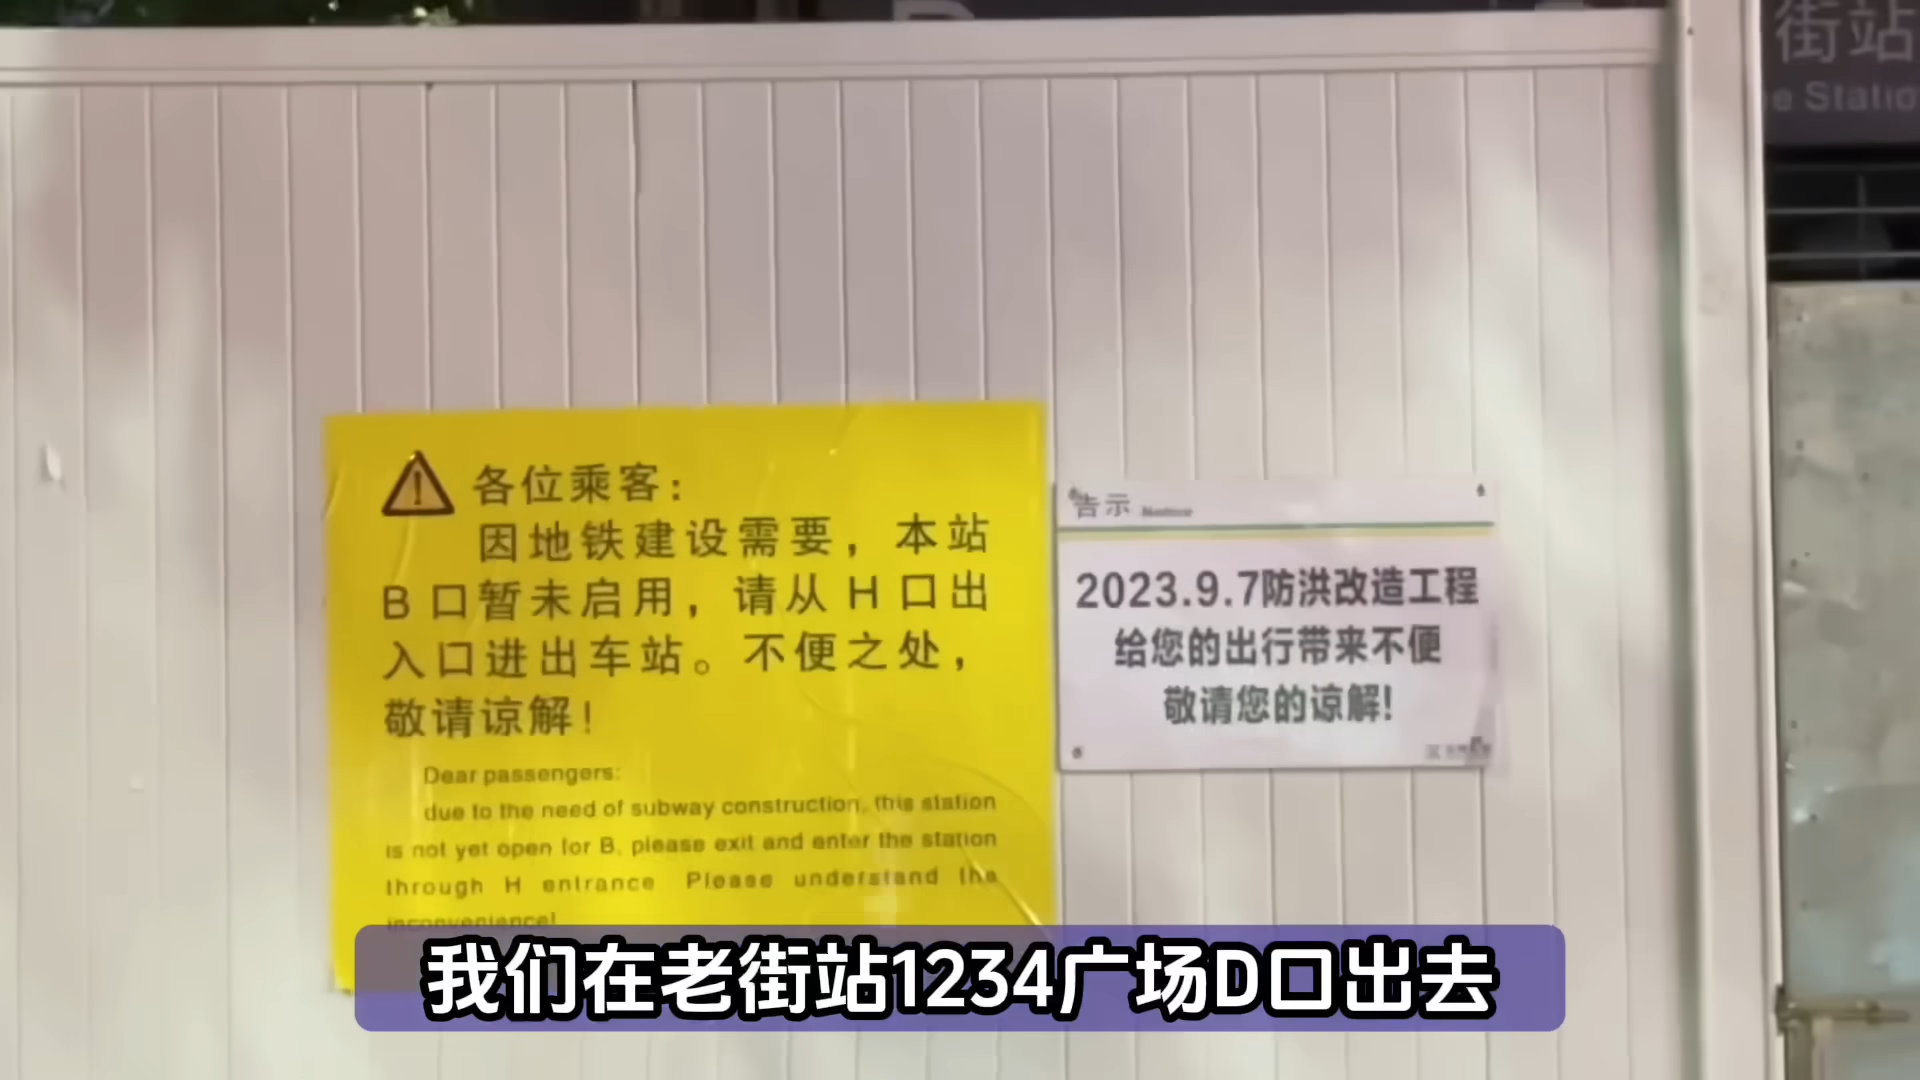 街站
e Statio
各位乘客：
因地铁建设需要，本站
B口暂未启用，请从H口出
入口进出车站。不便之处，
敬请谅解！
Dear passengers:
due to the need of subway construction, this station
is not yet open for B, please exit and enter the station
through H entrance. Please understand the
inconvenience!
告示 Notice
2023.9.7防洪改造工程
给您的出行带来不便
敬请您的谅解!
我们在老街站1234广场D口出去